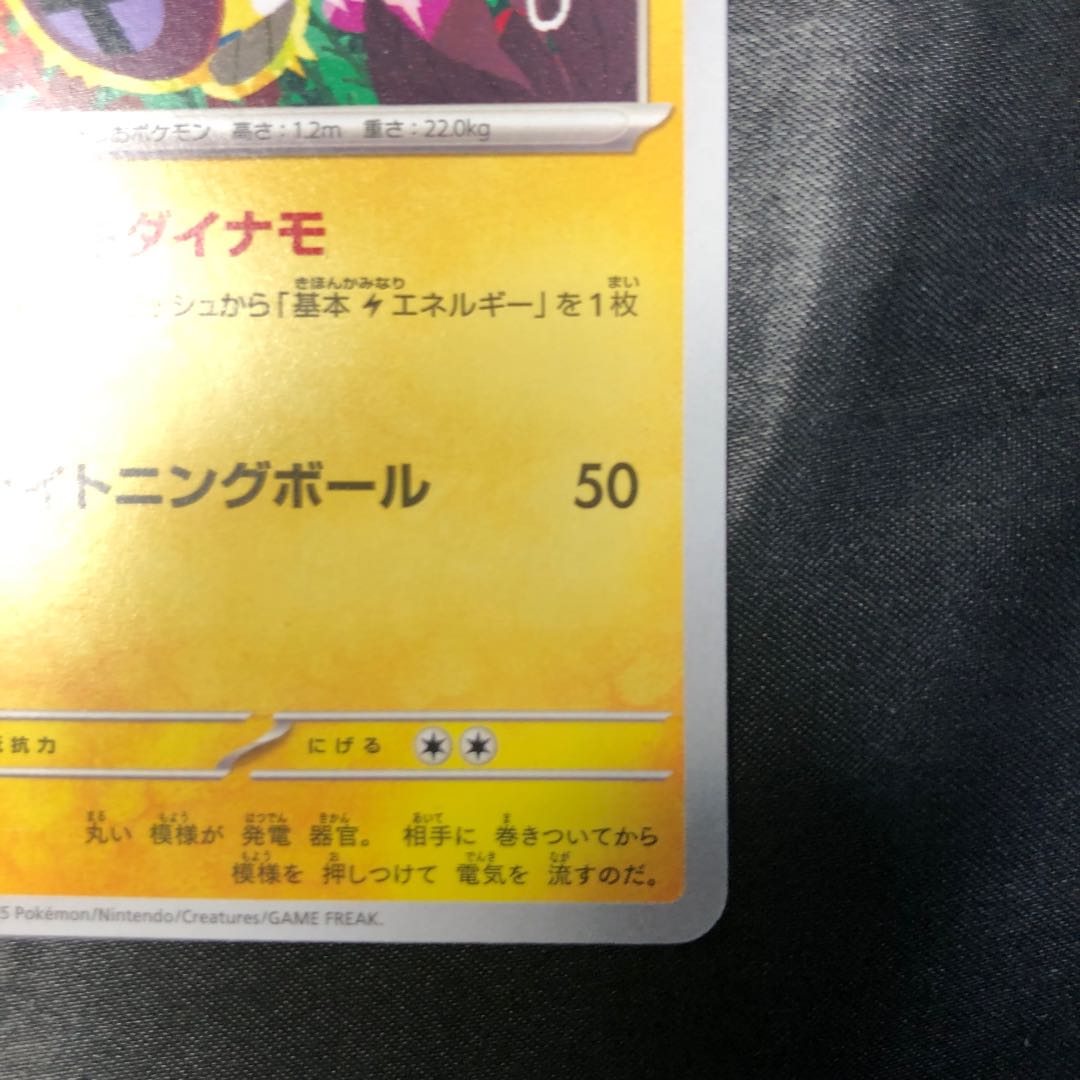 おポケモン 高さ：1.2m 重さ：22.0kg
ダイナモ
きほんかみなり まい
シュから「基本エネルギー」を1枚
イトニングボール 50
抗力 にげる
まる もよう はつでん きかん あいて ま
丸い 模様が 発電 器官。 相手に 巻きついてから
もよう お でんき なが
模様を 押しつけて 電気を 流すのだ。
5 Pokémon/Nintendo/Creatures/GAME FREAK.